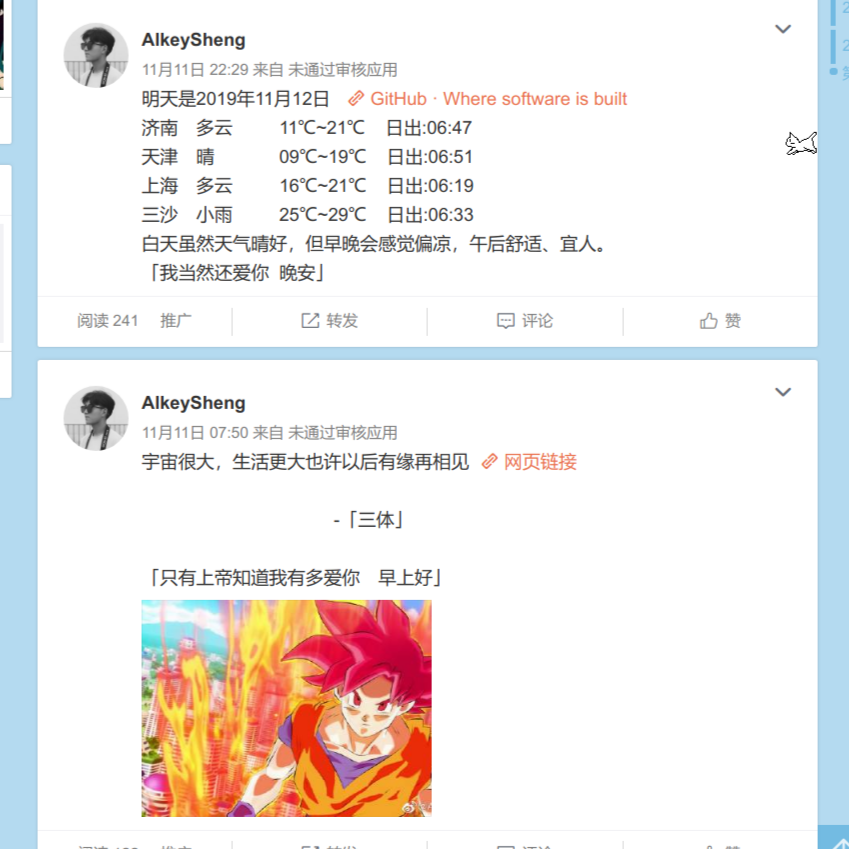 AlkeySheng
11月11日 22:29 来自 未通过审核应用
明天是2019年11月12日 GitHub · Where software is built
济南 多云 11℃~21℃ 日出:06:47
天津 晴 09℃~19℃ 日出:06:51
上海 多云 16℃~21℃ 日出:06:19
三沙 小雨 25℃~29℃ 日出:06:33
白天虽然天气晴好，但早晚会感觉偏凉，午后舒适、宜人。
「我当然还爱你 晚安」
阅读 241 推广 转发 评论 赞
AlkeySheng
11月11日 07:50 来自 未通过审核应用
宇宙很大，生活更大也许以后有缘再相见 网页链接
-「三体」
「只有上帝知道我有多爱你 早上好」